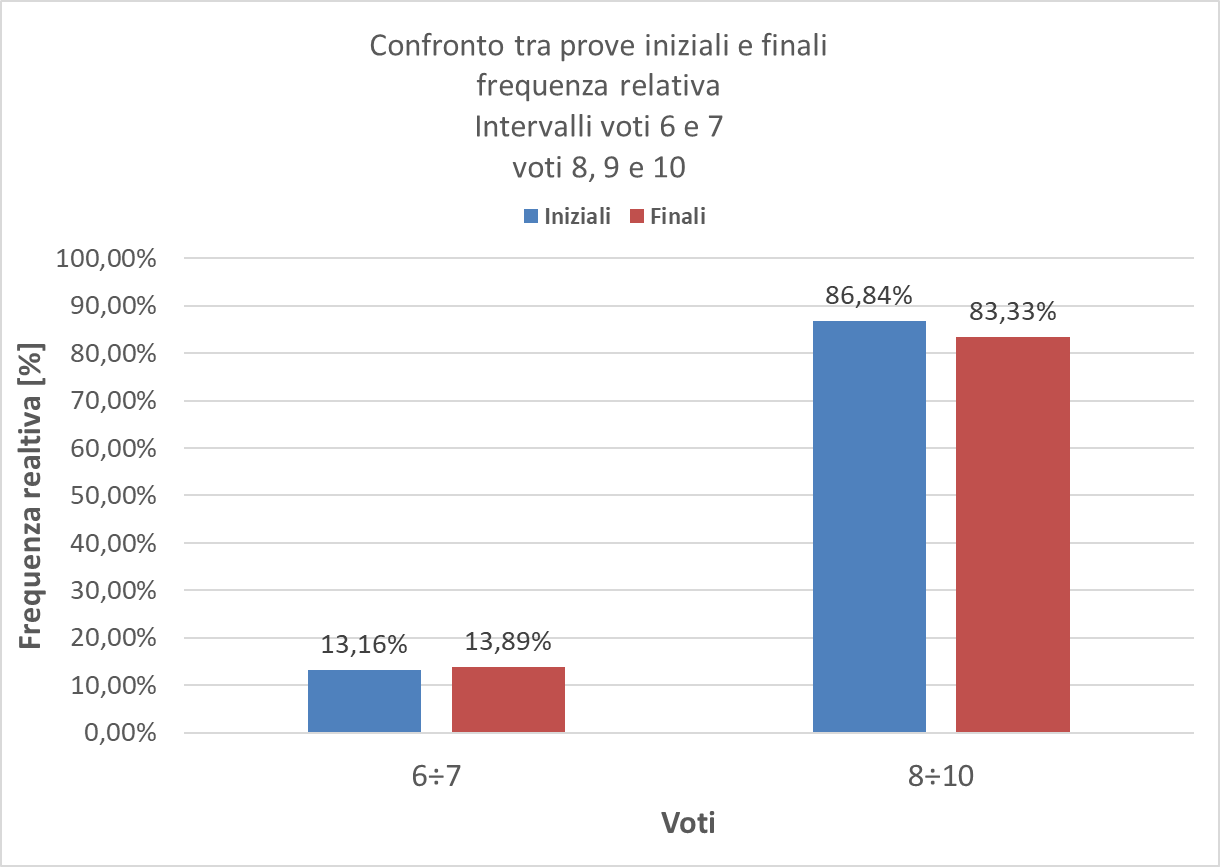 Confronto tra prove iniziali e finali
frequenza relativa
Intervalli voti 6 e 7
voti 8, 9 e 10
Iniziali Finali
100,00%
90,00%
80,00%
70,00%
60,00%
50,00%
40,00%
30,00%
20,00%
10,00%
0,00%
Frequenza realtiva [%]
13,16%
13,89%
86,84%
83,33%
6÷7
8÷10
Voti